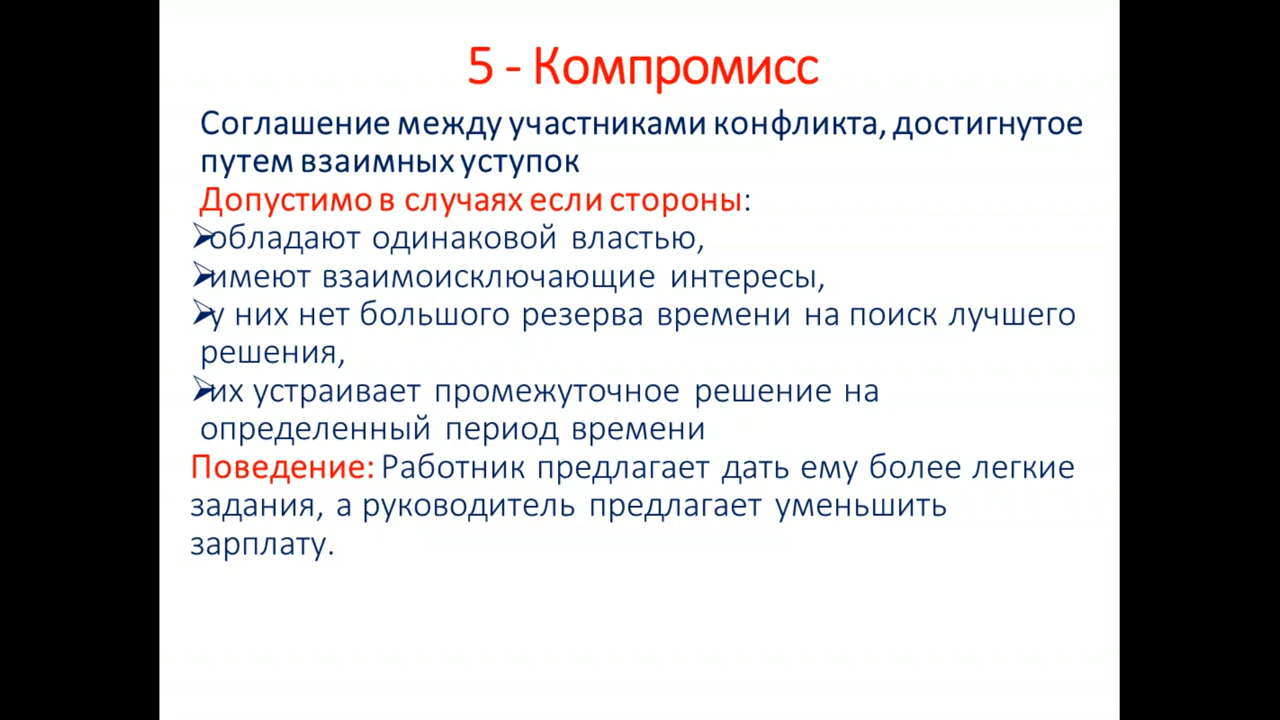 5 - Компромисс
Соглашение между участниками конфликта, достигнутое
путем взаимных уступок
Допустимо в случаях если стороны:
➢обладают одинаковой властью,
➢имеют взаимоисключающие интересы,
➢у них нет большого резерва времени на поиск лучшего
решения,
➢их устраивает промежуточное решение на
определенный период времени
Поведение: Работник предлагает дать ему более легкие
задания, а руководитель предлагает уменьшить
зарплату.